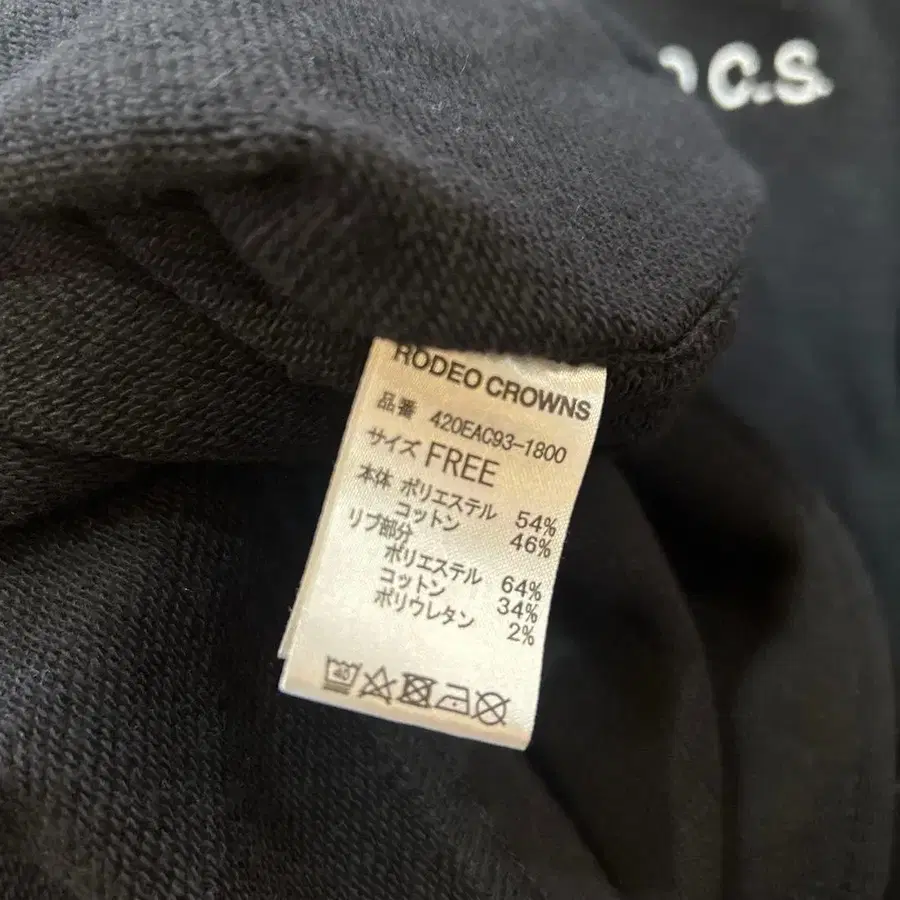 C.S.
RODEO CROWNS
品番 420EAC93-1800
サイズ FREE
本体 ポリエステル 54%
コットン 46%
リブ部分
ポリエステル 64%
コットン 34%
ポリウレタン 2%
40